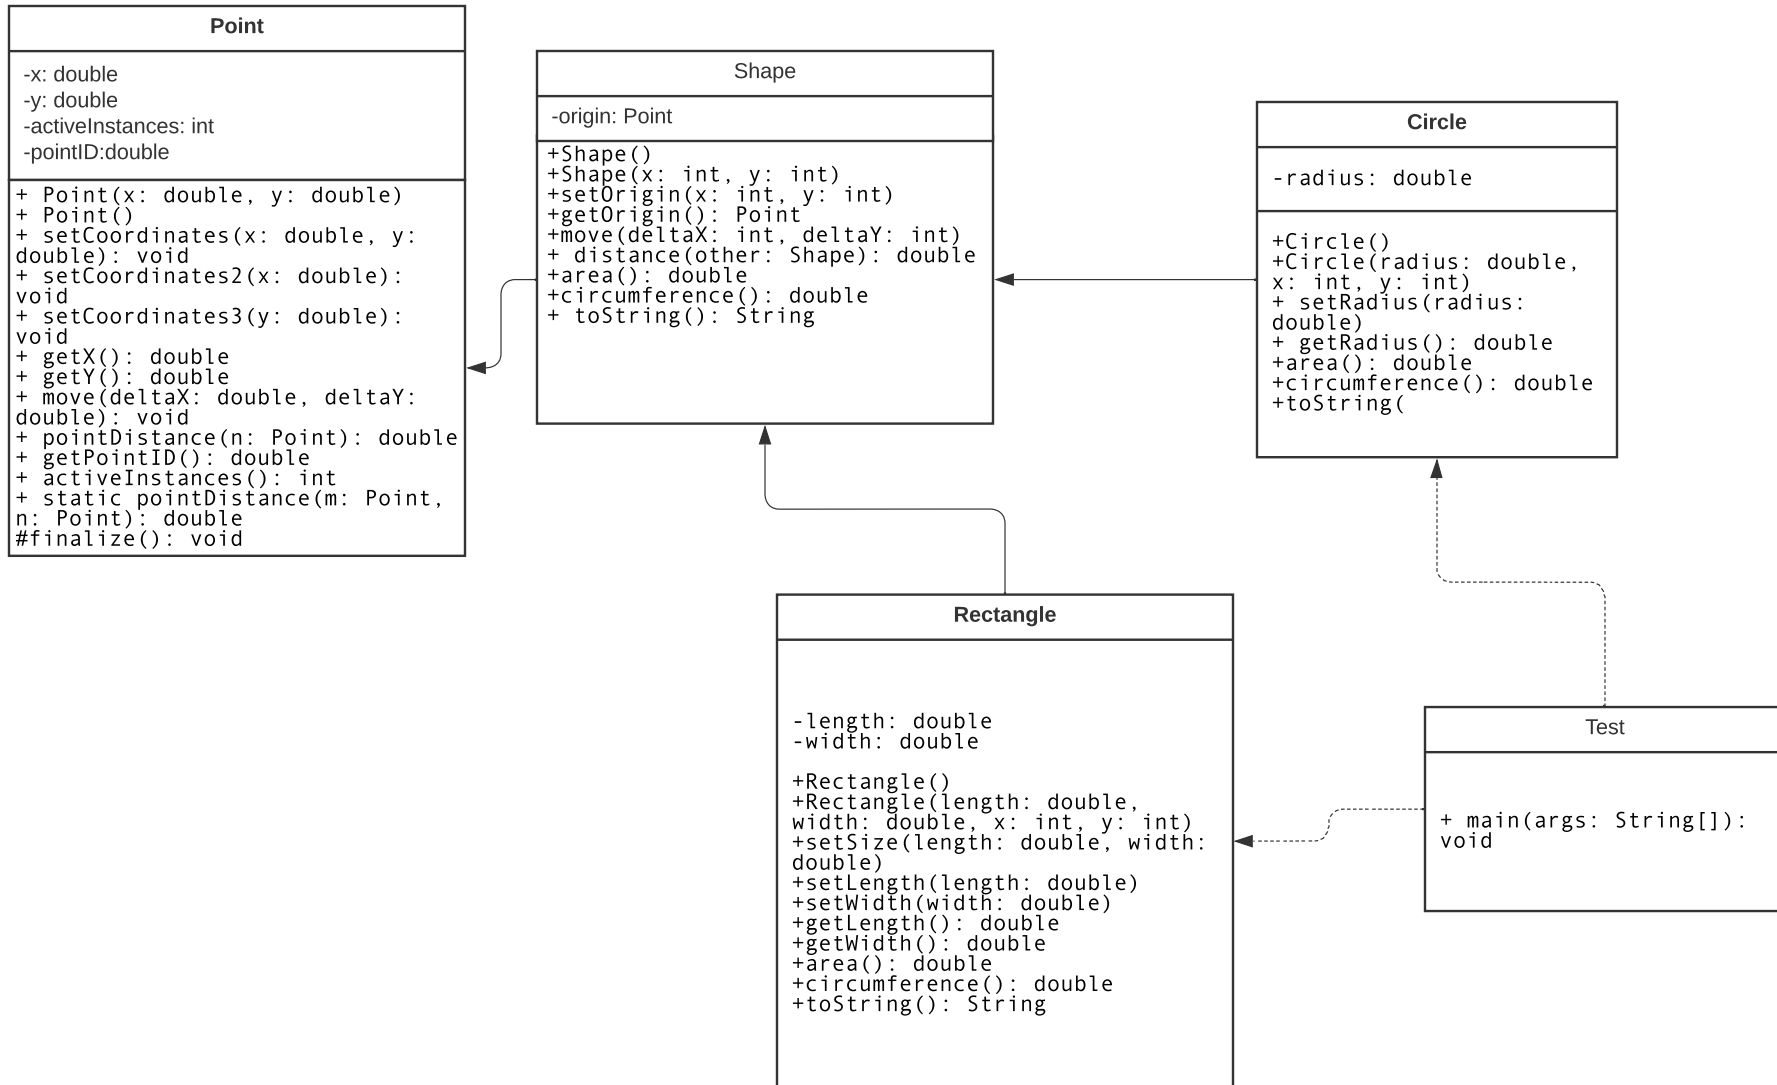 Point
-x: double
-y: double
-activeInstances: int
-pointID:double
+ Point(x: double, y: double)
+ Point()
+ setCoordinates(x: double, y:
double): void
+ setCoordinates2(x: double):
void
+ setCoordinates3(y: double):
void
+ getX(): double
+ getY(): double
+ move(deltaX: double, deltaY:
double): void
+ pointDistance(n: Point): double
+ getPointID(): double
+ activeInstances(): int
+ static pointDistance(m: Point,
n: Point): double
#finalize(): void
Shape
-origin: Point
+Shape()
+Shape(x: int, y: int)
+setOrigin(x: int, y: int)
+getOrigin(): Point
+move(deltaX: int, deltaY: int)
+ distance(other: Shape): double
+area(): double
+circumference(): double
+ toString(): String
Circle
-radius: double
+Circle()
+Circle(radius: double,
x: int, y: int)
+ setRadius(radius:
double)
+ getRadius(): double
+area(): double
+circumference(): double
+toString(
Rectangle
-length: double
-width: double
+Rectangle()
+Rectangle(length: double,
width: double, x: int, y: int)
+setSize(length: double, width:
double)
+setLength(length: double)
+setWidth(width: double)
+getLength(): double
+getWidth(): double
+area(): double
+circumference(): double
+toString(): String
Test
+ main(args: String[]):
void